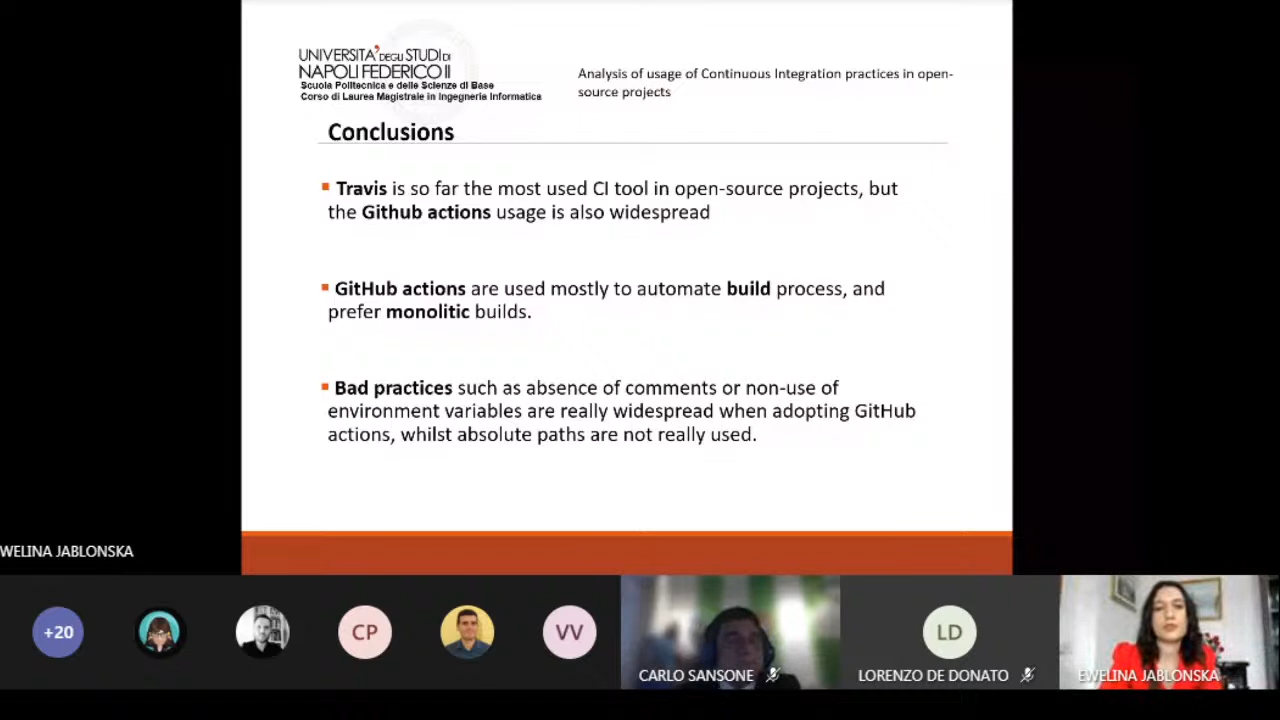 UNIVERSITA'DEGLI STUDI DI
NAPOLI FEDERICO II
Scuola Politecnica e delle Scienze di Base
Corso di Laurea Magistrale in Ingegneria Informatica
Analysis of usage of Continuous Integration practices in open-
source projects
Conclusions
▪ Travis is so far the most used CI tool in open-source projects, but
the Github actions usage is also widespread
▪ GitHub actions are used mostly to automate build process, and
prefer monolitic builds.
▪ Bad practices such as absence of comments or non-use of
environment variables are really widespread when adopting GitHub
actions, whilst absolute paths are not really used.
WELINA JABLONSKA
+20
CP
VV
LD
CARLO SANSONE
LORENZO DE DONATO
EWELINA JABLONSKA